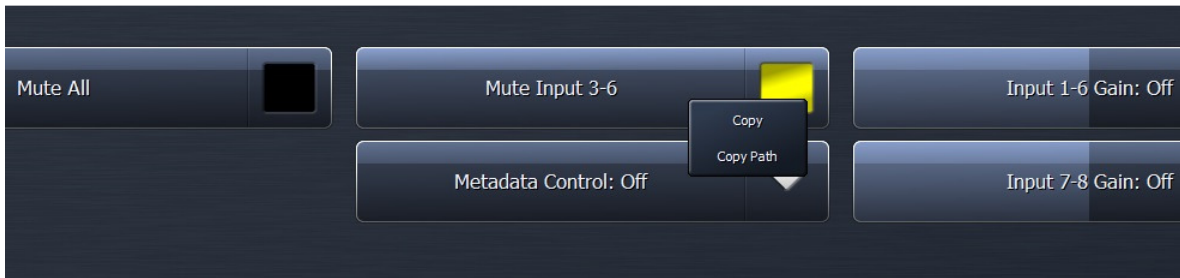 Mute All
Mute Input 3-6
Input 1-6 Gain: Off
Copy
Copy Path
Metadata Control: Off
Input 7-8 Gain: Off